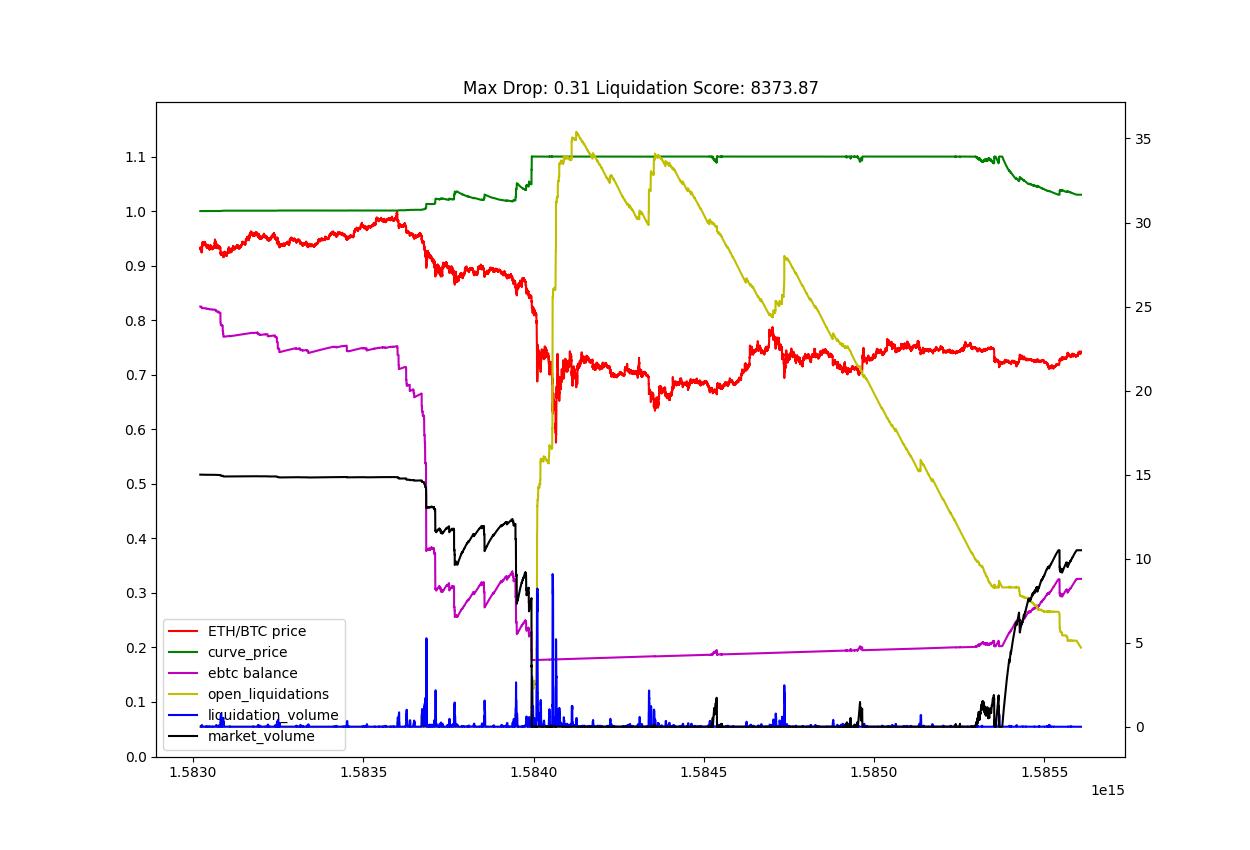 Max Drop: 0.31 Liquidation Score: 8373.87
1.1
1.0
0.9
0.8
0.7
0.6
0.5
0.4
0.3
0.2
0.1
0.0
35
30
25
20
15
10
5
0
ETH/BTC price
curve_price
ebtc balance
open_liquidations
liquidation_volume
market_volume
1.5830 1.5835 1.5840 1.5845 1.5850 1.5855
1e15